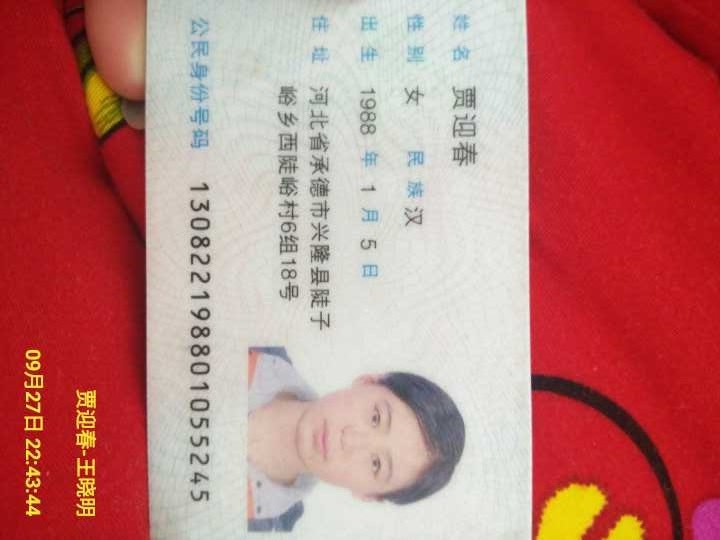 姓名 贾迎春
性别 女 民族 汉
出生 1988 年 1 月 5 日
住址 河北省承德市兴隆县陡子
峪乡西陡峪村6组18号
公民身份号码 130822198801055245
贾迎春-王晓明
09月27日 22:43:44